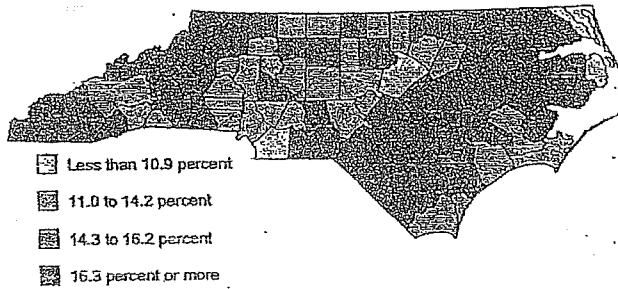 Less than 10.9 percent
11.0 to 14.2 percent
14.3 to 16.2 percent
16.3 percent or more